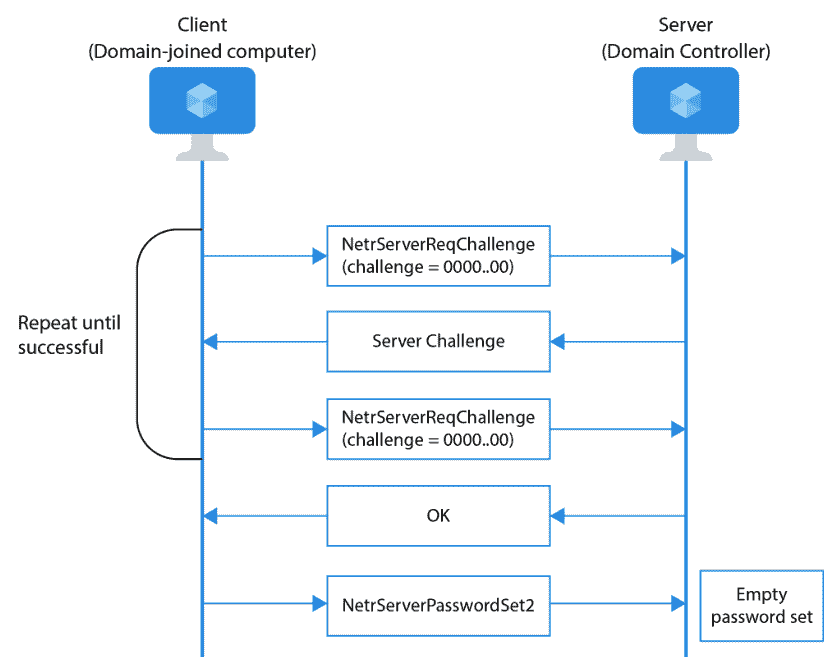 Client
(Domain-joined computer)
Server
(Domain Controller)
NetrServerReqChallenge
(challenge = 0000..00)
Repeat until
successful
Server Challenge
NetrServerReqChallenge
(challenge = 0000..00)
OK
NetrServerPasswordSet2
Empty
password set